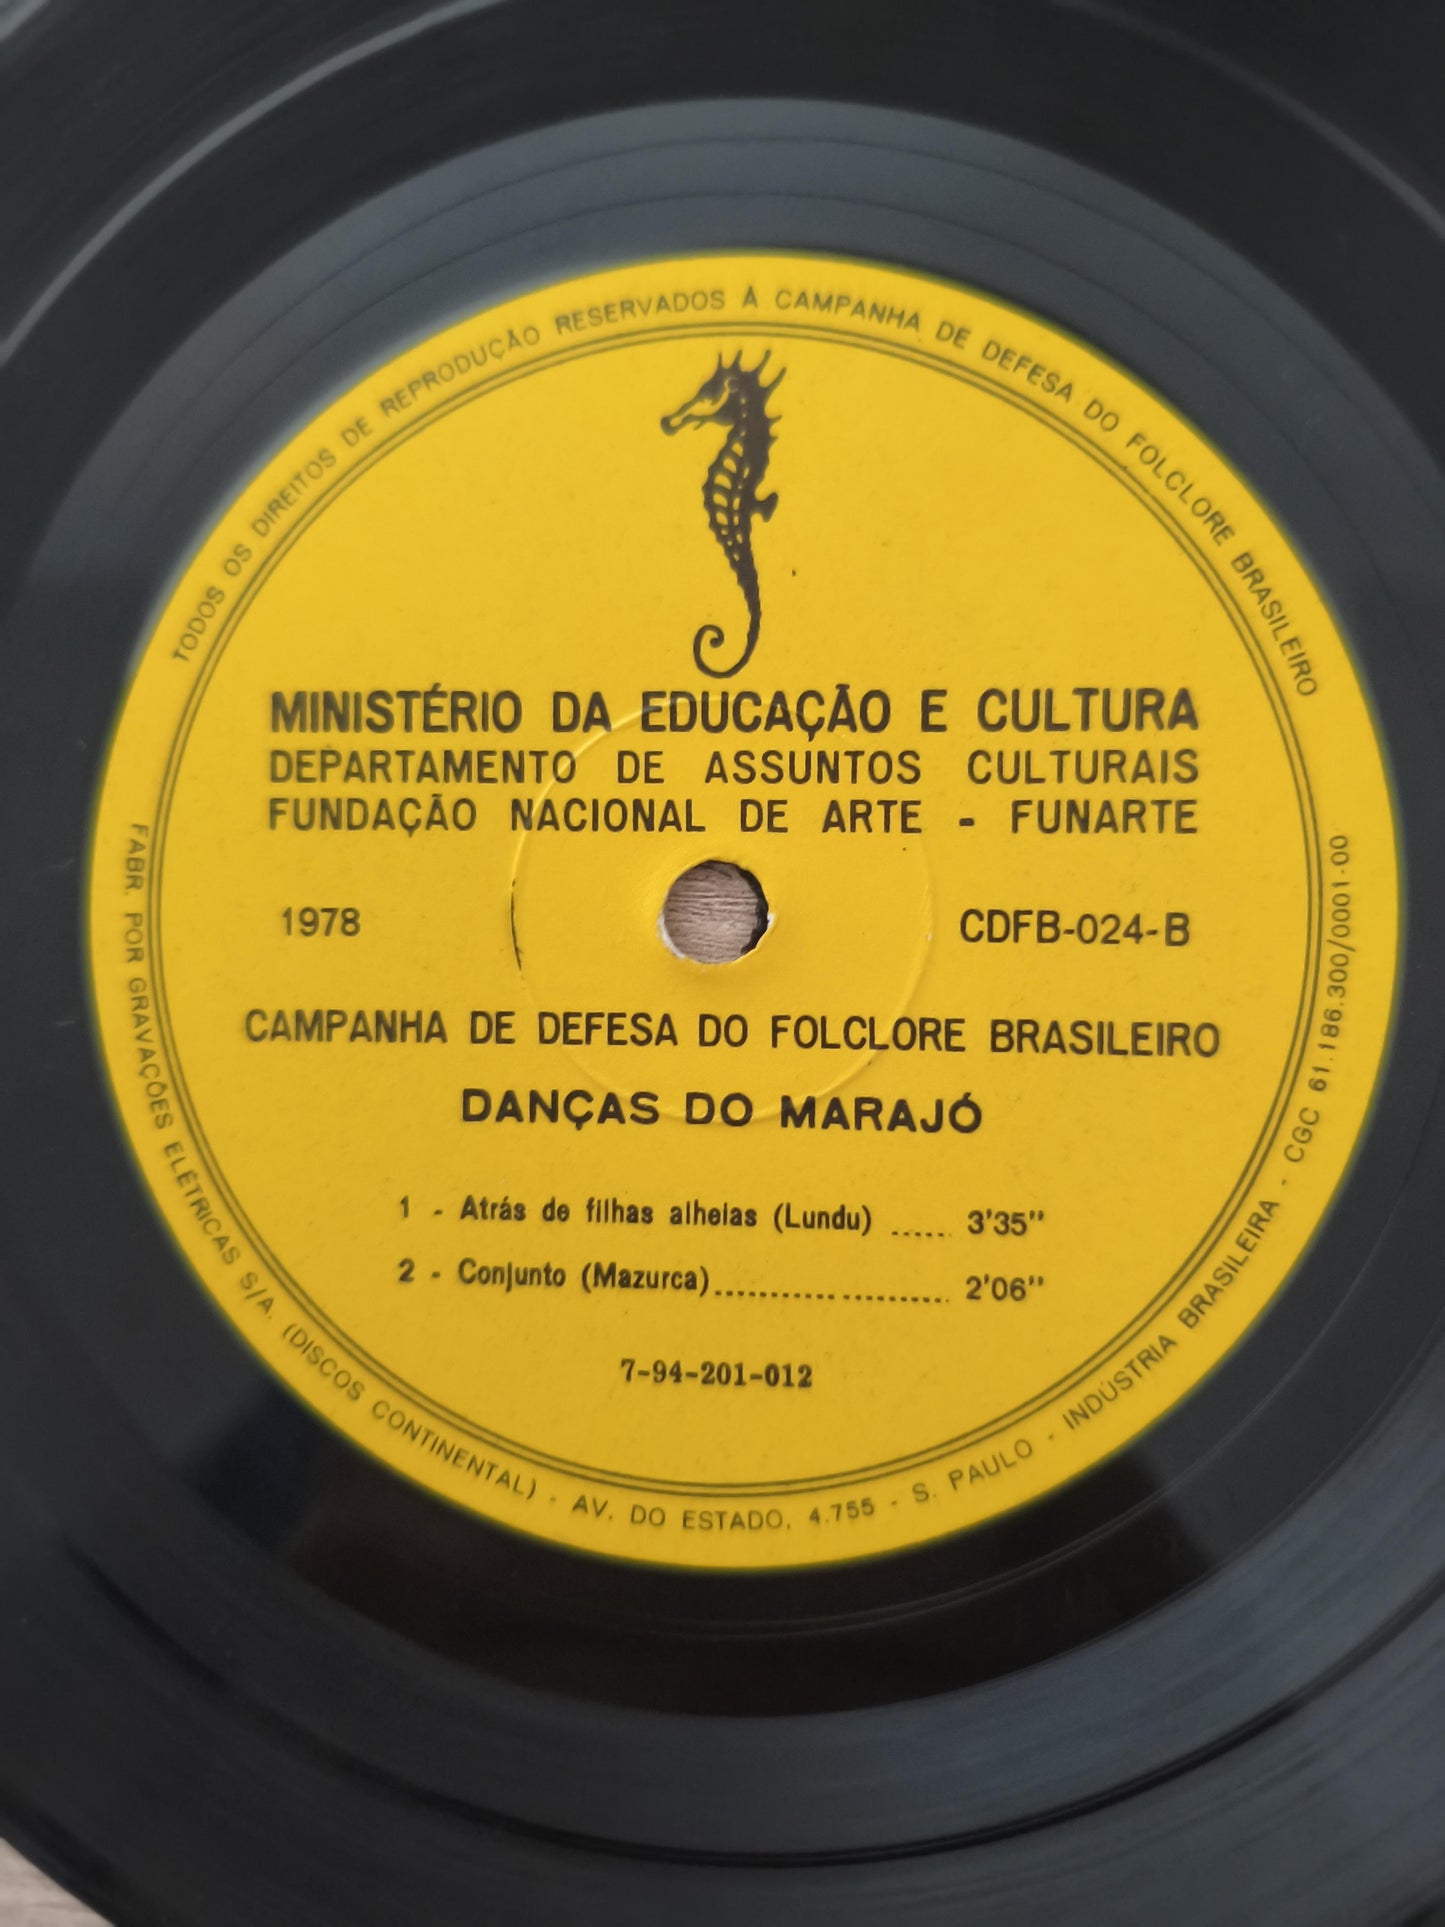 TODOS OS DIREITOS DE REPRODUÇÃO RESERVADOS À CAMPANHA DE DEFESA DO FOLCLORE BRASILEIRO
MINISTÉRIO DA EDUCAÇÃO E CULTURA
DEPARTAMENTO DE ASSUNTOS CULTURAIS
FUNDAÇÃO NACIONAL DE ARTE - FUNARTE
1978
CDFB-024-B
CAMPANHA DE DEFESA DO FOLCLORE BRASILEIRO
DANÇAS DO MARAJÓ
1 - Atrás de filhas alheias (Lundu) ...... 3'35"
2 - Conjunto (Mazurca)...................... 2'06"
7-94-201-012
FABR. POR GRAVAÇÕES ELÉTRICAS S/A. (DISCOS CONTINENTAL) - AV. DO ESTADO, 4.755 - S. PAULO - INDÚSTRIA BRASILEIRA - CGC 61.186.300/0001-00